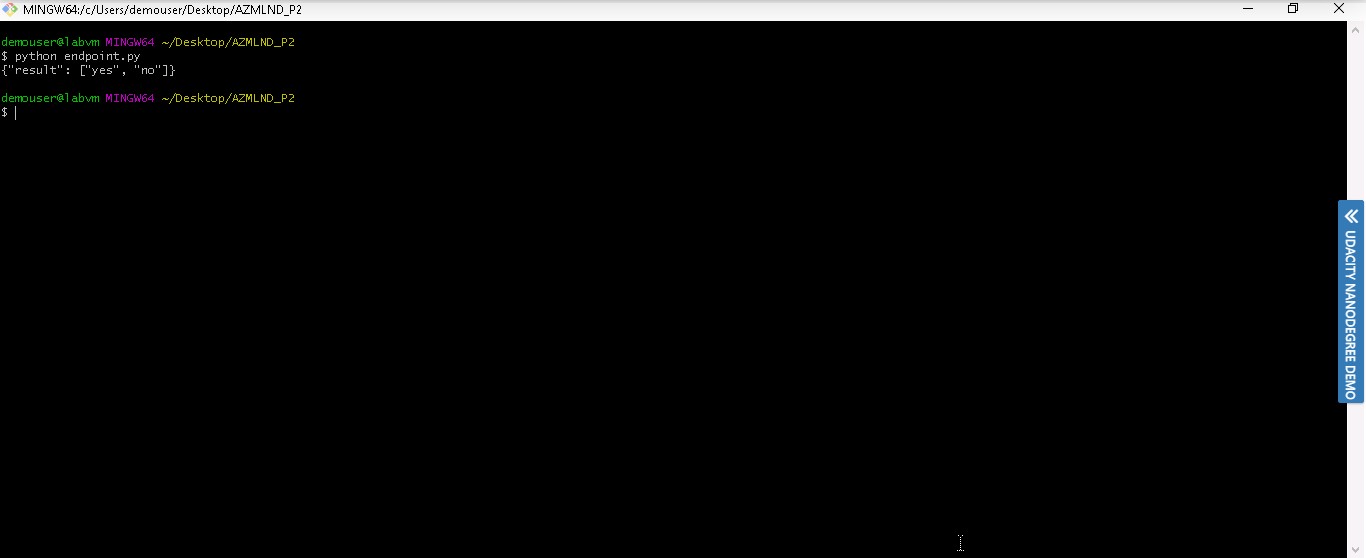 MINGW64:/c/Users/demouser/Desktop/AZMLND_P2
demouser@labvm MINGW64 ~/Desktop/AZMLND_P2
$ python endpoint.py
{"result": ["yes", "no"]}
demouser@labvm MINGW64 ~/Desktop/AZMLND_P2
$
UDACITY NANODEGREE DEMO